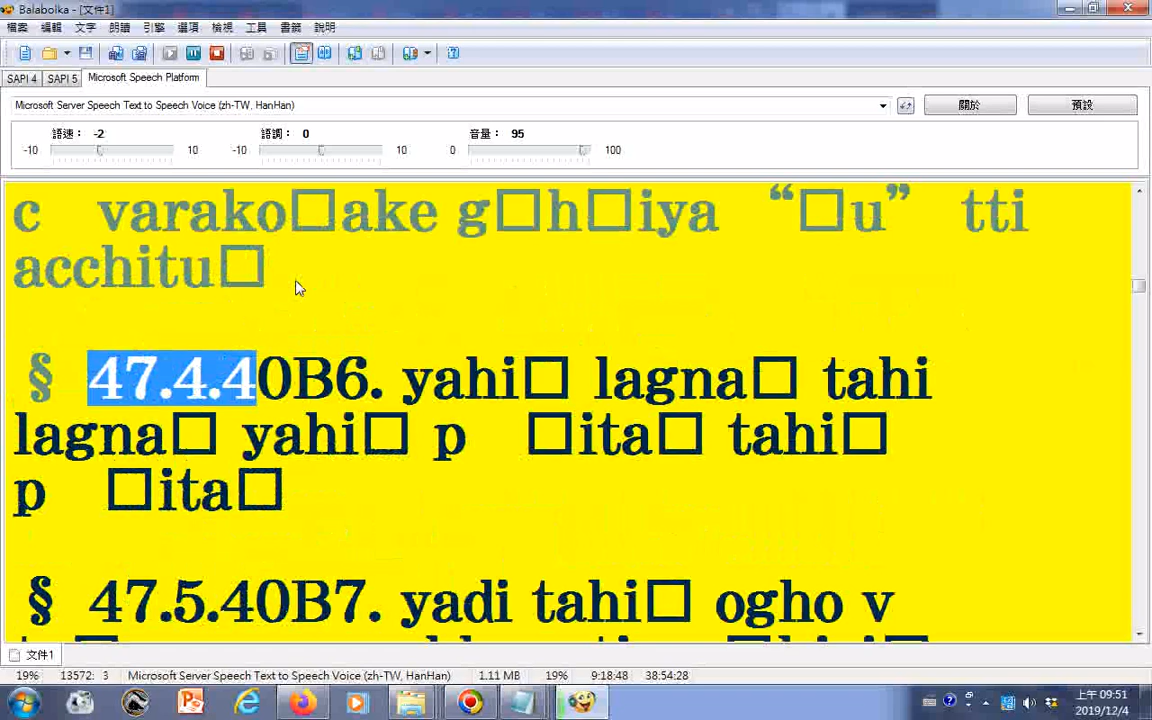 Balabolka - [文件1]
檔案 編輯 文字 朗讀 引擎 選項 檢視 工具 書籤 說明
SAPI 4 SAPI 5 Microsoft Speech Platform
Microsoft Server Speech Text to Speech Voice (zh-TW, HanHan) 關於 預設
語速： -2 語調： 0 音量： 95
-10 10 -10 10 0 100
c varako□ake g□h□iya “□u” tti
acchitu□
§ 47.4.40B6. yahi□ lagna□ tahi
lagna□ yahi□ p □ita□ tahi□
p □ita□
§ 47.5.40B7. yadi tahi□ ogho v
文件1
19% 13572: 3 Microsoft Server Speech Text to Speech Voice (zh-TW, HanHan) 1.11 MB 19% 9:18:48 38:54:28
上午 09:51
2019/12/4